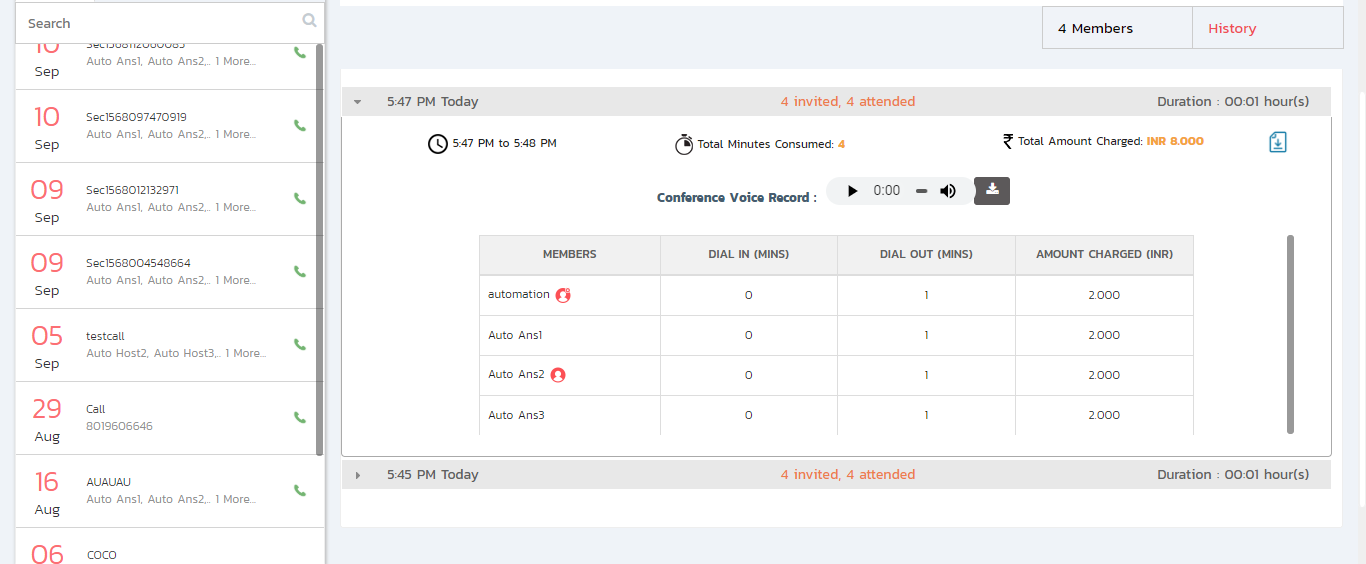 Search
10
Sep
Sec1568112060085
Auto Ans1, Auto Ans2,.. 1 More...
10
Sep
Sec1568097470919
Auto Ans1, Auto Ans2,.. 1 More...
09
Sep
Sec1568012132971
Auto Ans1, Auto Ans2,.. 1 More...
09
Sep
Sec1568004548664
Auto Ans1, Auto Ans2,.. 1 More...
05
Sep
testcall
Auto Host2, Auto Host3,.. 1 More...
29
Aug
Call
8019606646
16
Aug
AUAUAU
Auto Ans1, Auto Ans2,.. 1 More...
06
COCO
4 Members History
5:47 PM Today 4 invited, 4 attended Duration : 00:01 hour(s)
5:47 PM to 5:48 PM Total Minutes Consumed: 4 ₹ Total Amount Charged: INR 8.000
Conference Voice Record : 0:00
MEMBERS DIAL IN (MINS) DIAL OUT (MINS) AMOUNT CHARGED (INR)
automation 0 1 2.000
Auto Ans1 0 1 2.000
Auto Ans2 0 1 2.000
Auto Ans3 0 1 2.000
5:45 PM Today 4 invited, 4 attended Duration : 00:01 hour(s)